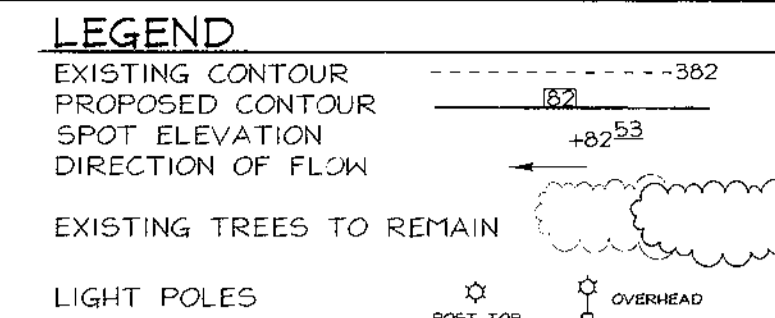 LEGEND
EXISTING CONTOUR 382
PROPOSED CONTOUR 82
SPOT ELEVATION +82 53
DIRECTION OF FLOW
EXISTING TREES TO REMAIN
LIGHT POLES OVERHEAD
POST TOP